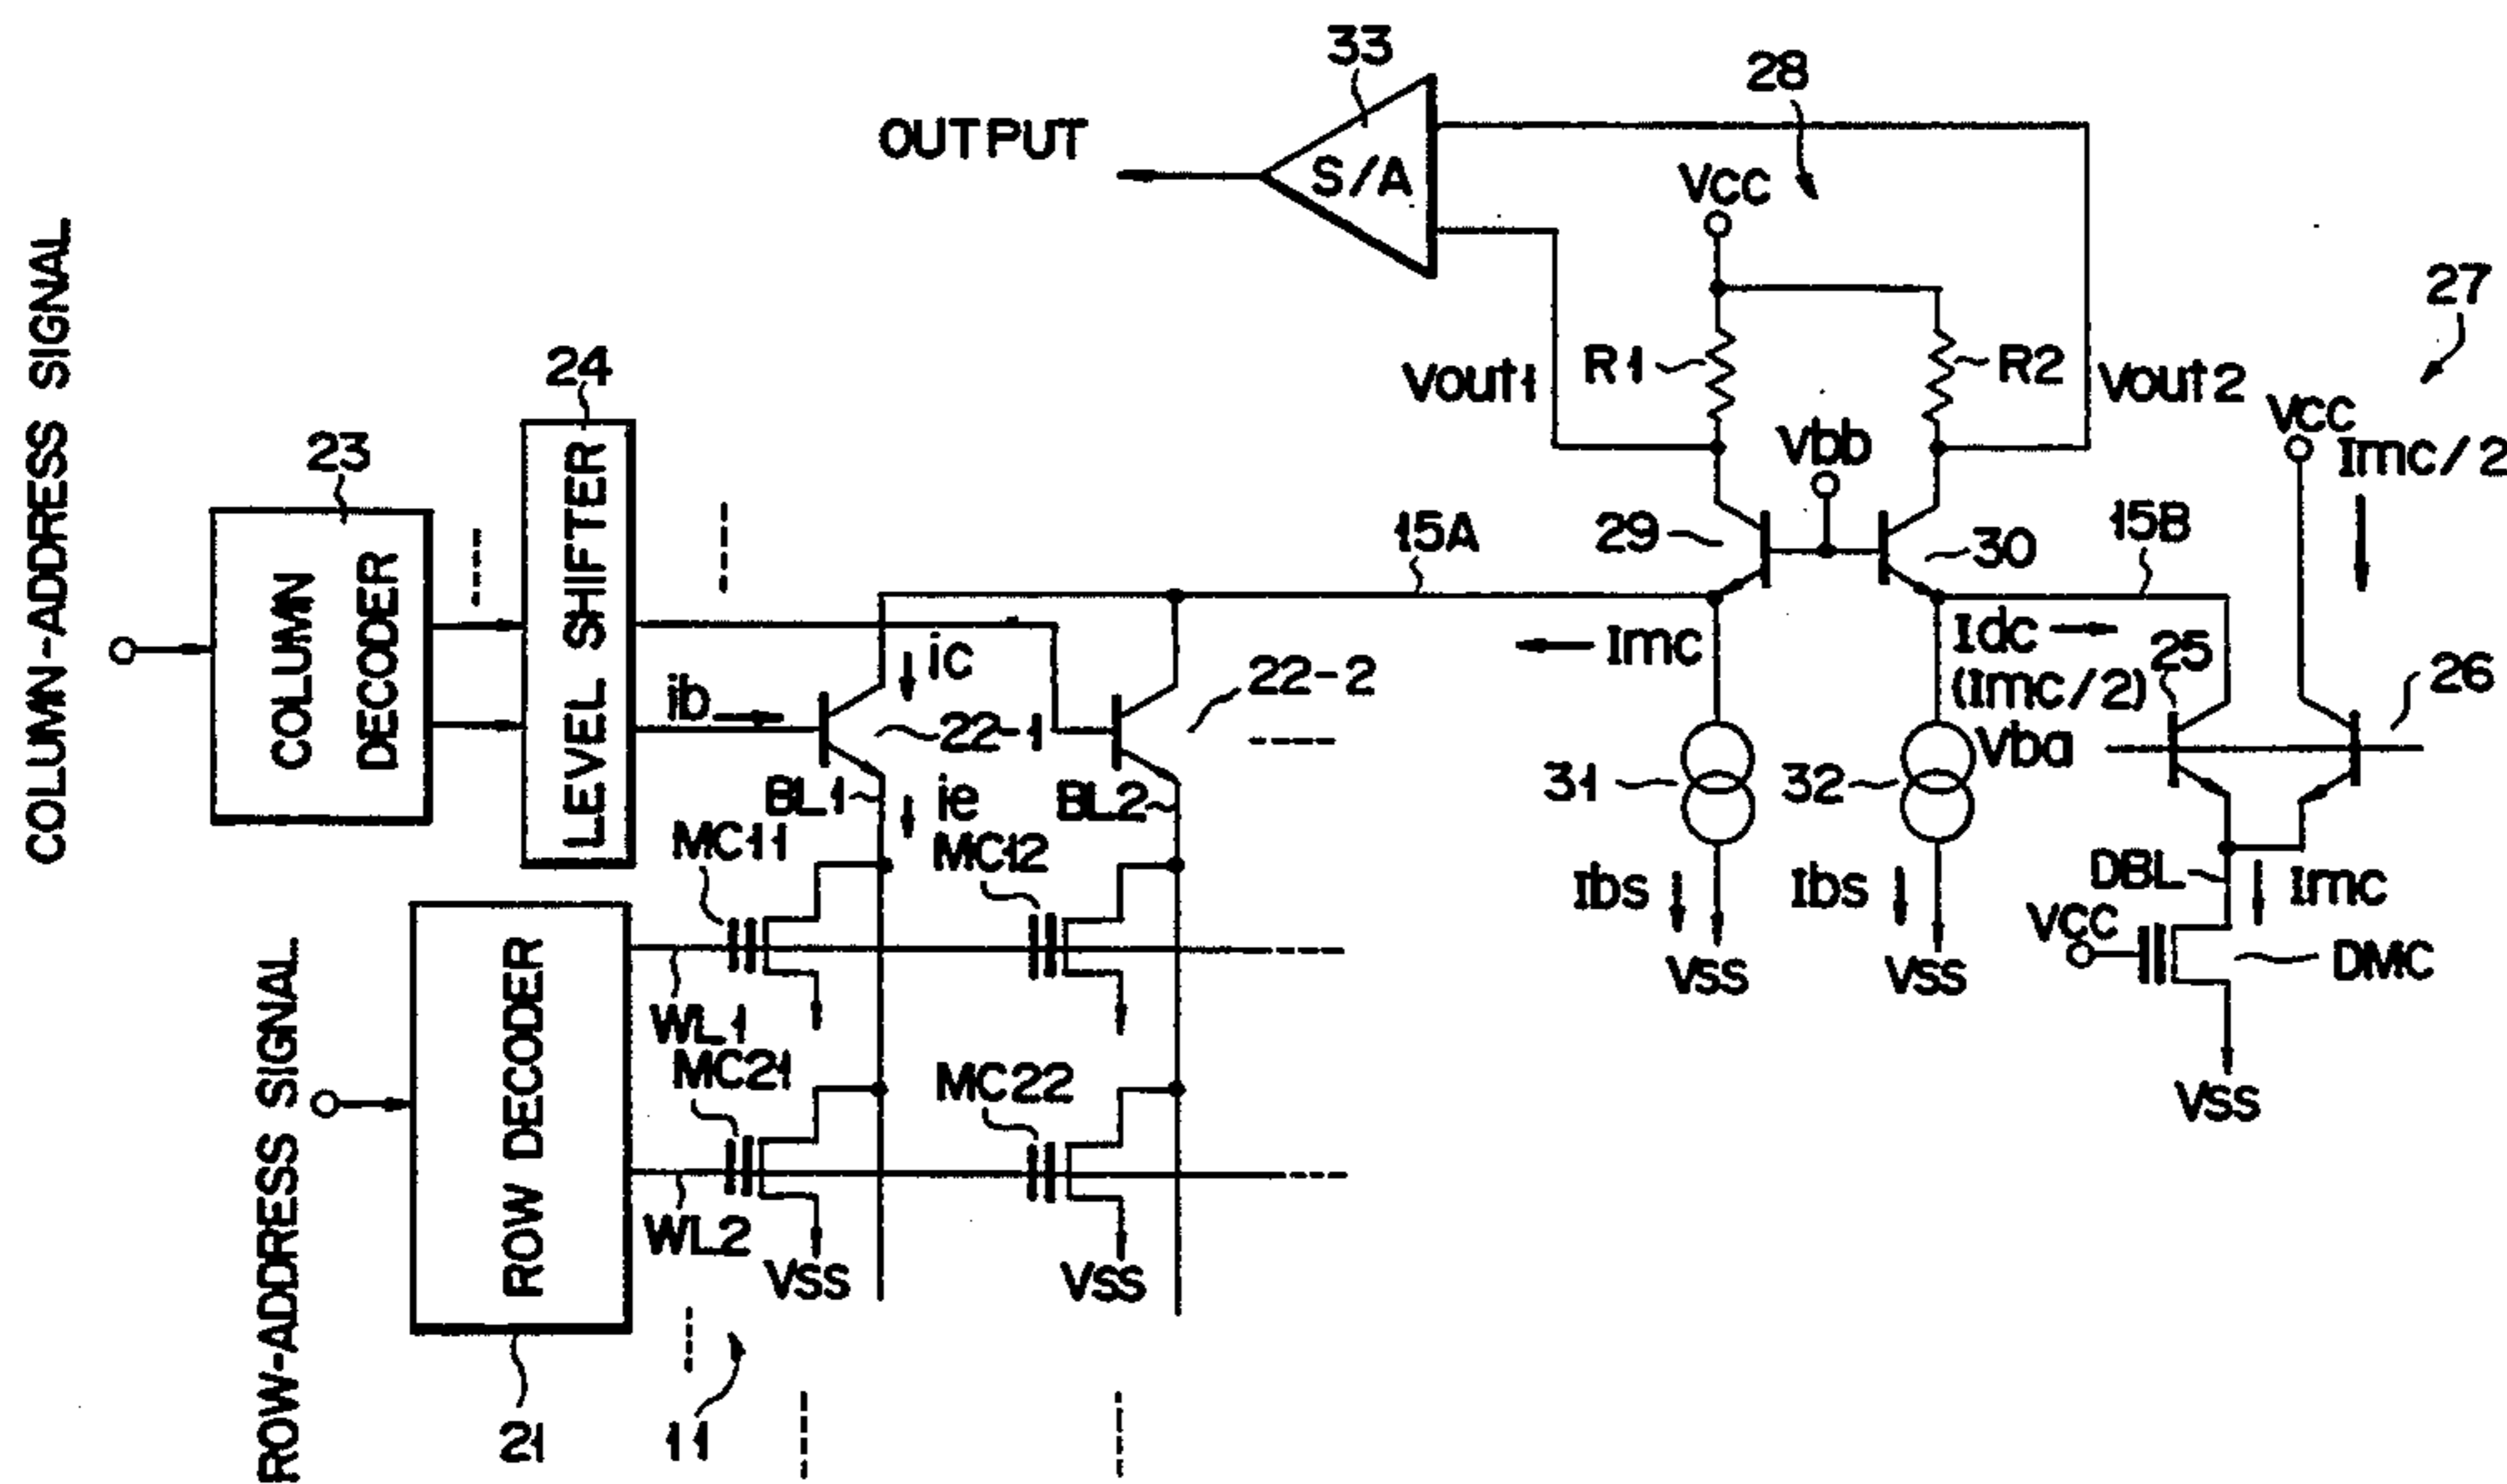 33
28
OUTPUT
S/A
VCC
27
COLUMN-ADDRESS SIGNAL
24
R1
R2
Vout1
Vout2
VCC
Imc/2
23
Vbb
COLUMN DECODER
LEVEL SHIFTER
15A
29
30
15B
ic
Imc
Idc
25
26
ib
22-2
(Imc/2)
22-1
Vba
BL1
ie
BL2
31
32
MC11
MC12
Ibs
Ibs
DBL
Imc
VCC
DMC
ROW-ADDRESS SIGNAL
ROW DECODER
WL1
VSS
VSS
MC21
MC22
VSS
WL2
VSS
VSS
21
11